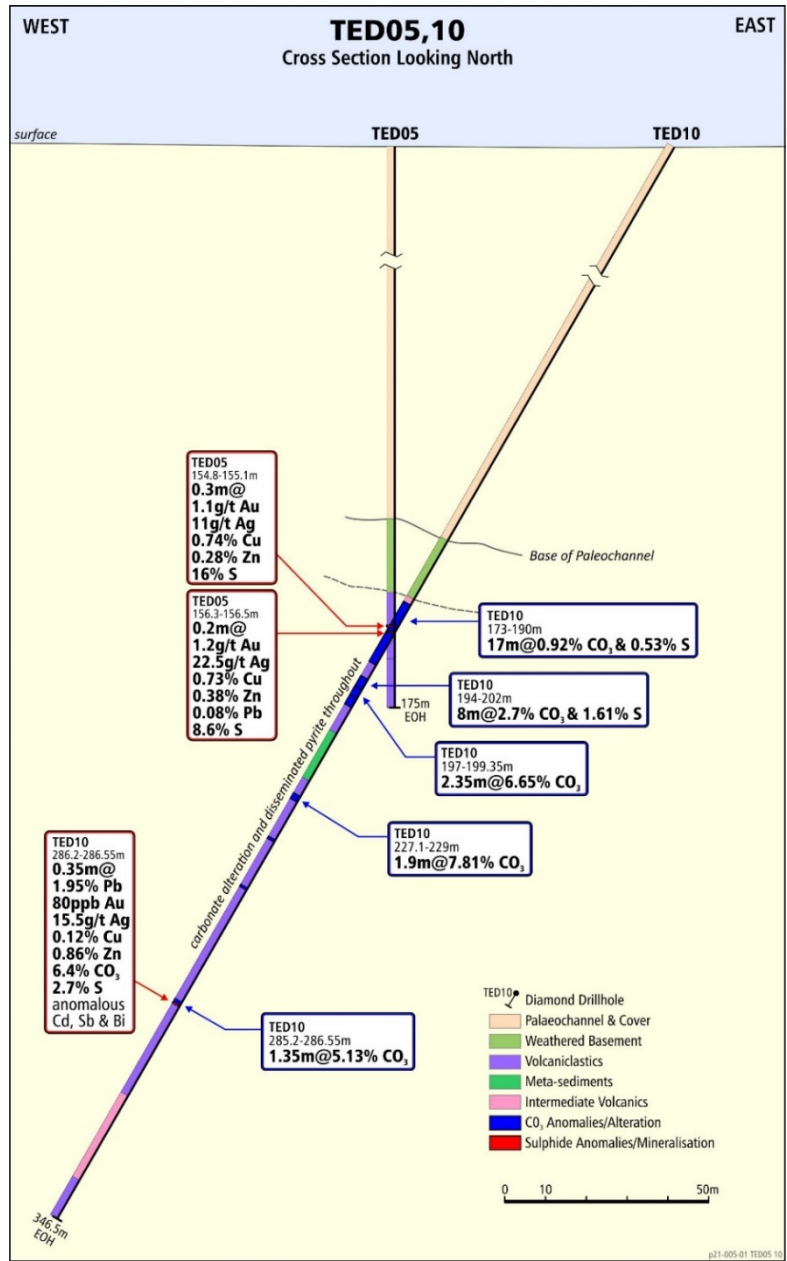 WEST
TED05,10
EAST
Cross Section Looking North
surface
TED05
TED10
TED05
154.8-155.1m
0.3m@
1.1g/t Au
11g/t Ag
0.74% Cu
0.28% Zn
16% S
Base of Paleochannel
TED05
156.3-156.5m
0.2m@
1.2g/t Au
22.5g/t Ag
0.73% Cu
0.38% Zn
0.08% Pb
8.6% S
TED10
173-190m
17m@0.92% CO₃ & 0.53% S
TED10
194-202m
8m@2.7% CO₃ & 1.61% S
175m
EOH
TED10
197-199.35m
2.35m@6.65% CO₃
carbonate alteration and disseminated pyrite throughout
TED10
227.1-229m
1.9m@7.81% CO₃
TED10
286.2-286.55m
0.35m@
1.95% Pb
80ppb Au
15.5g/t Ag
0.12% Cu
0.86% Zn
6.4% CO₃
2.7% S
anomalous
Cd, Sb & Bi
TED10
285.2-286.55m
1.35m@5.13% CO₃
346.5m
EOH
TED10
Diamond Drillhole
Palaeochannel & Cover
Weathered Basement
Volcaniclastics
Meta-sediments
Intermediate Volcanics
C0₃ Anomalies/Alteration
Sulphide Anomalies/Mineralisation
0 10 50m
p21-005-01 TED05 10